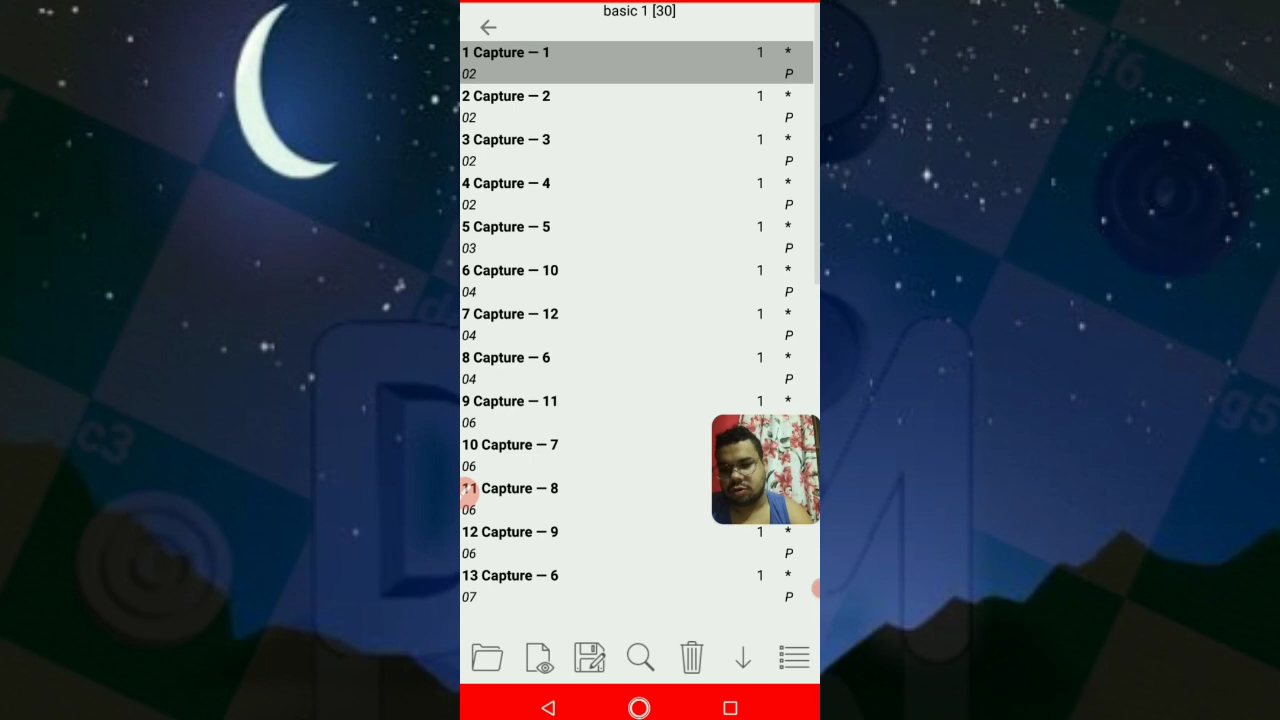 basic 1 [30]
1 Capture — 1 1 *
02 P
2 Capture — 2 1 *
02 P
3 Capture — 3 1 *
02 P
4 Capture — 4 1 *
02 P
5 Capture — 5 1 *
03 P
6 Capture — 10 1 *
04 P
7 Capture — 12 1 *
04 P
8 Capture — 6 1 *
04 P
9 Capture — 11 1 *
06
10 Capture — 7
06
11 Capture — 8
06
12 Capture — 9 1 *
06 P
13 Capture — 6 1 *
07 P
f6
c3
g5
D